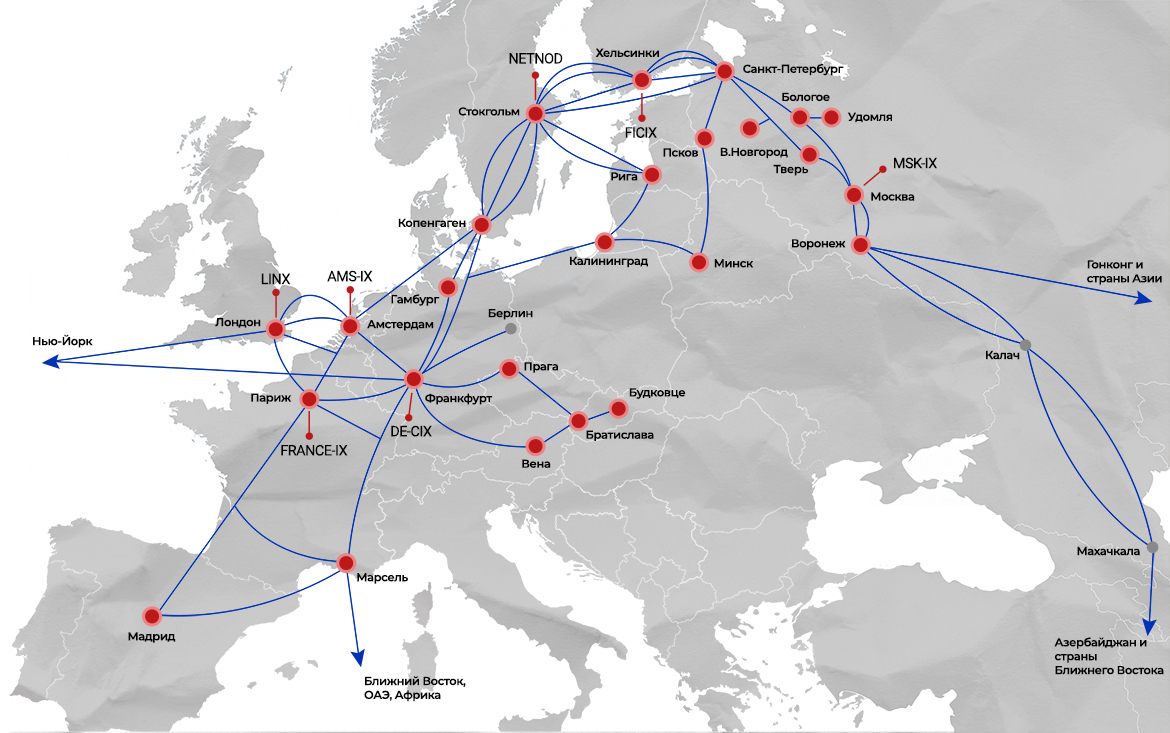 Хельсинки
NETNOD
Санкт-Петербург
Бологое
Стокгольм
Удомля
FICIX
Псков
В.Новгород
MSK-IX
Тверь
Рига
Москва
Копенгаген
Воронеж
Калининград
Минск
Гонконг и
страны Азии
LINX
AMS-IX
Гамбург
Берлин
Лондон
Амстердам
Нью-Йорк
Калач
Прага
Париж
Франкфурт
Будковце
DE-CIX
Братислава
FRANCE-IX
Вена
Махачкала
Марсель
Мадрид
Азербайджан и
страны
Ближнего Востока
Ближний Восток,
ОАЭ, Африка